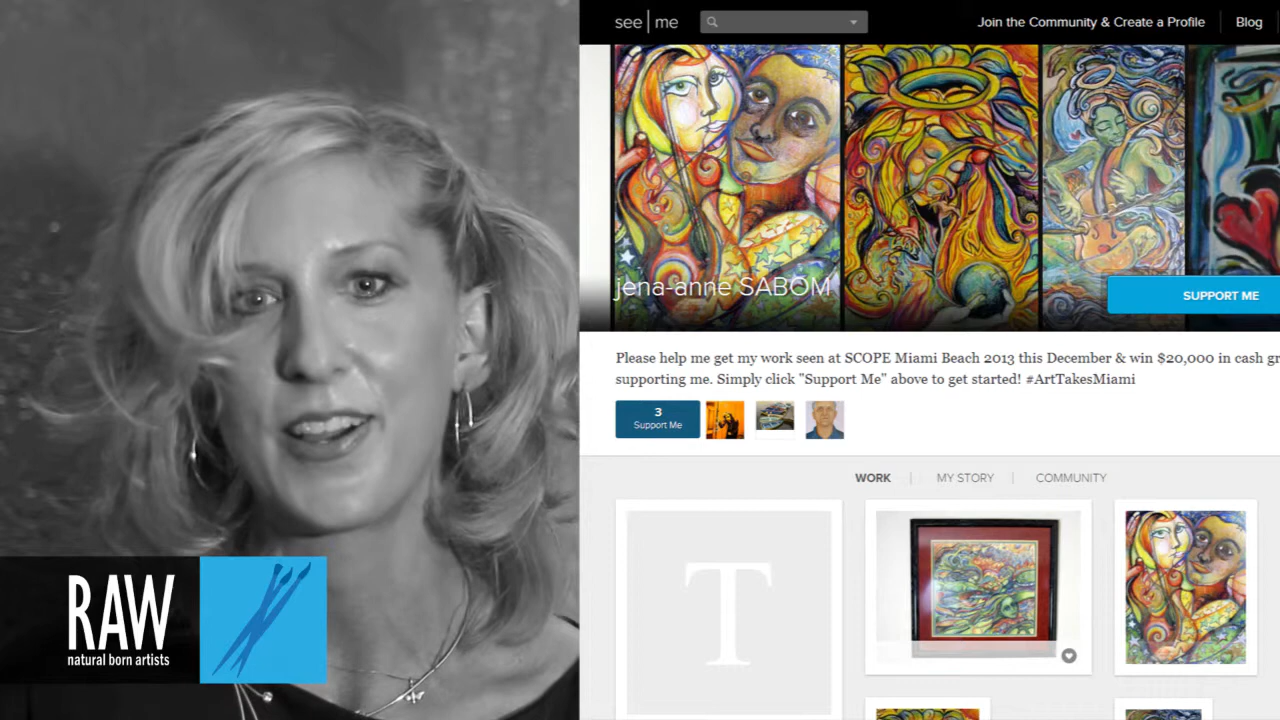 see me
Join the Community & Create a Profile
Blog
jena-anne SABOM
SUPPORT ME
Please help me get my work seen at SCOPE Miami Beach 2013 this December & win $20,000 in cash gr
supporting me. Simply click "Support Me" above to get started! #ArtTakesMiami
3
Support Me
WORK
MY STORY
COMMUNITY
T
RAW
natural born artists